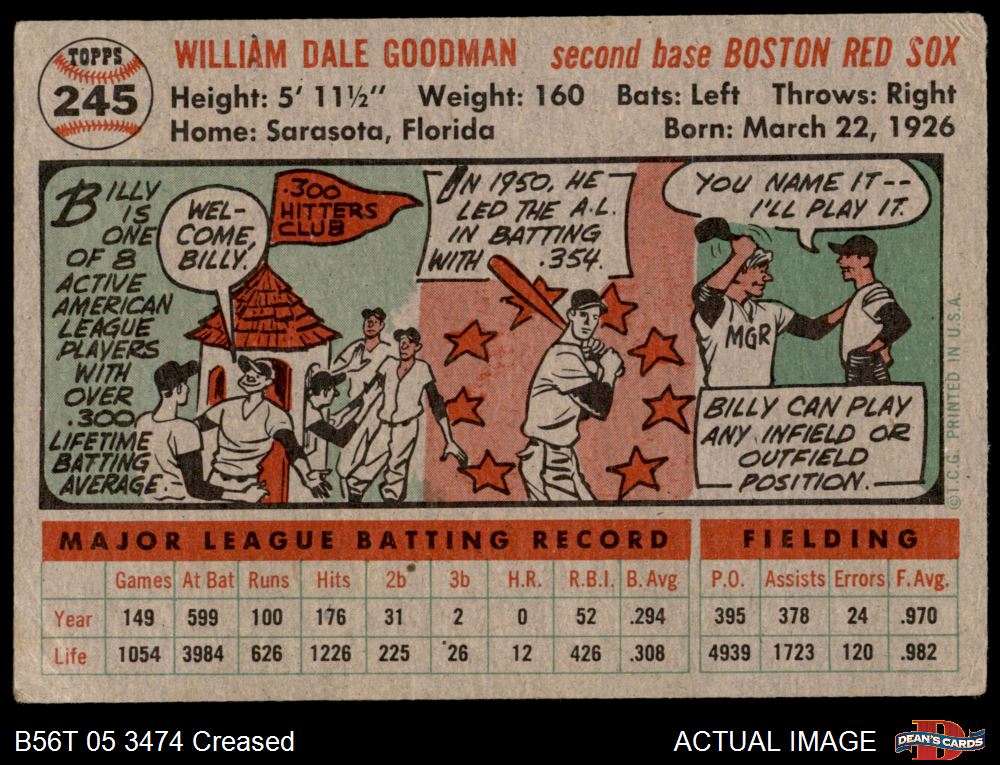 TOPPS
245
WILLIAM DALE GOODMAN second base BOSTON RED SOX
Height: 5' 11½" Weight: 160 Bats: Left Throws: Right
Home: Sarasota, Florida Born: March 22, 1926
BILLY
IS
ONE
OF 8
ACTIVE
AMERICAN
LEAGUE
PLAYERS
WITH
OVER
.300
LIFETIME
BATTING
AVERAGE.
WEL-
COME,
BILLY.
.300
HITTERS
CLUB
IN 1950, HE
LED THE A.L.
IN BATTING
WITH .354.
YOU NAME IT--
I'LL PLAY IT.
MGR
BILLY CAN PLAY
ANY INFIELD OR
OUTFIELD
POSITION.
©T.C.G. PRINTED IN U.S.A.
MAJOR LEAGUE BATTING RECORD FIELDING
Games At Bat Runs Hits 2b 3b H.R. R.B.I. B. Avg P.O. Assists Errors F. Avg.
Year 149 599 100 176 31 2 0 52 .294 395 378 24 .970
Life 1054 3984 626 1226 225 26 12 426 .308 4939 1723 120 .982
B56T 05 3474 Creased ACTUAL IMAGE DEAN'S CARDS